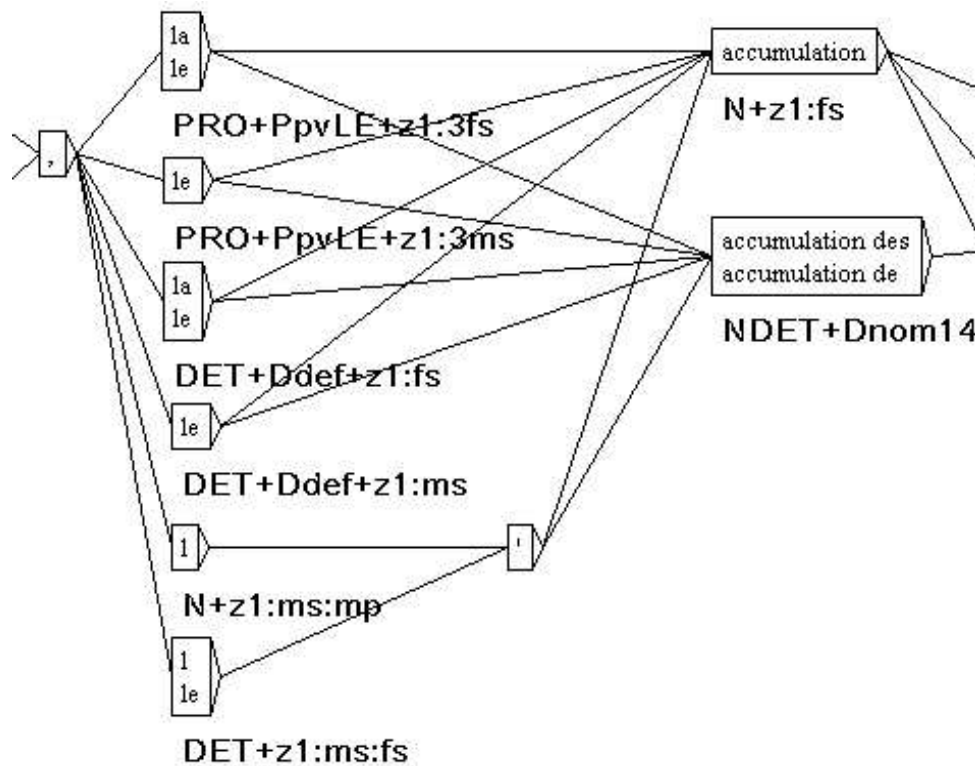 ,
la
le
PRO+PpvLE+z1:3fs
le
PRO+PpvLE+z1:3ms
la
le
DET+Ddef+z1:fs
le
DET+Ddef+z1:ms
l
N+z1:ms:mp
'
l
le
DET+z1:ms:fs
accumulation
N+z1:fs
accumulation des
accumulation de
NDET+Dnom14